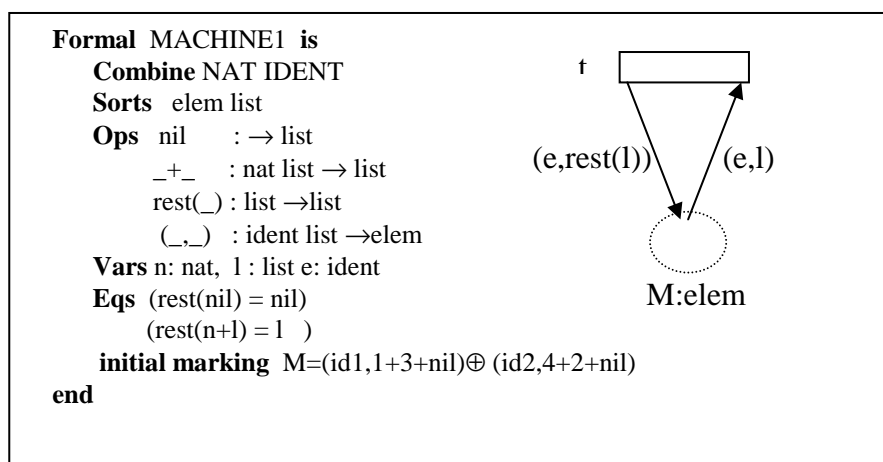 Formal MACHINE1 is
Combine NAT IDENT
Sorts elem list
Ops nil : → list
_+_ : nat list → list
rest(_) : list →list
(_,_) : ident list →elem
Vars n: nat, l : list e: ident
Eqs (rest(nil) = nil)
(rest(n+l) = l )
initial marking M=(id1,1+3+nil)⊕ (id2,4+2+nil)
end
t
(e,rest(l))
(e,l)
M:elem